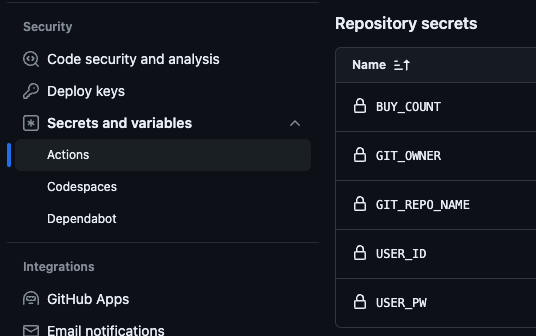 Security
Code security and analysis
Deploy keys
Secrets and variables
Actions
Codespaces
Dependabot
Integrations
GitHub Apps
Email notifications
Repository secrets
Name
BUY_COUNT
GIT_OWNER
GIT_REPO_NAME
USER_ID
USER_PW